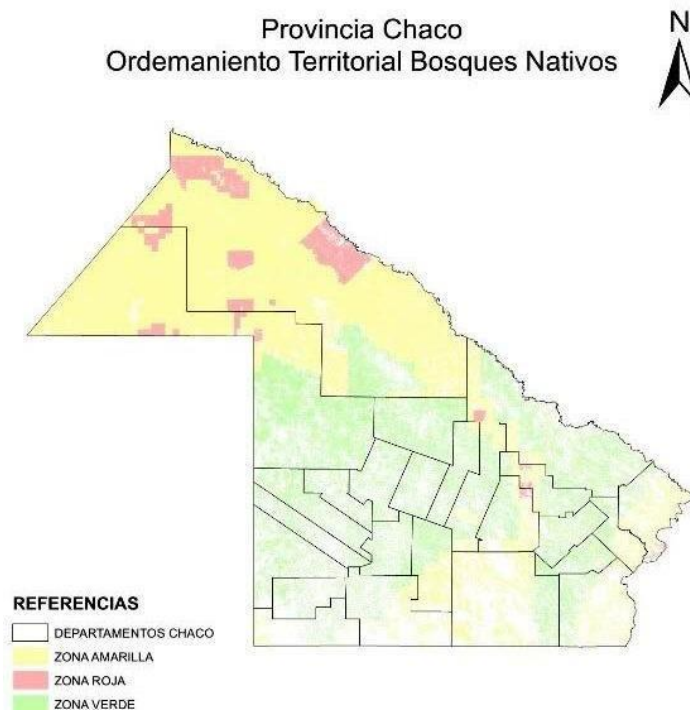 Provincia Chaco
Ordemaniento Territorial Bosques Nativos
N
REFERENCIAS
DEPARTAMENTOS CHACO
ZONA AMARILLA
ZONA ROJA
ZONA VERDE